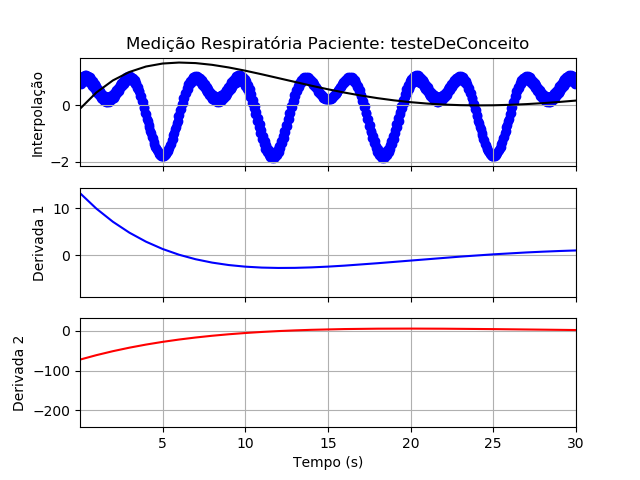 Medição Respiratória Paciente: testeDeConceito
Interpolação
0
−2
Derivada 1
10
0
Derivada 2
0
−100
−200
5 10 15 20 25 30
Tempo (s)